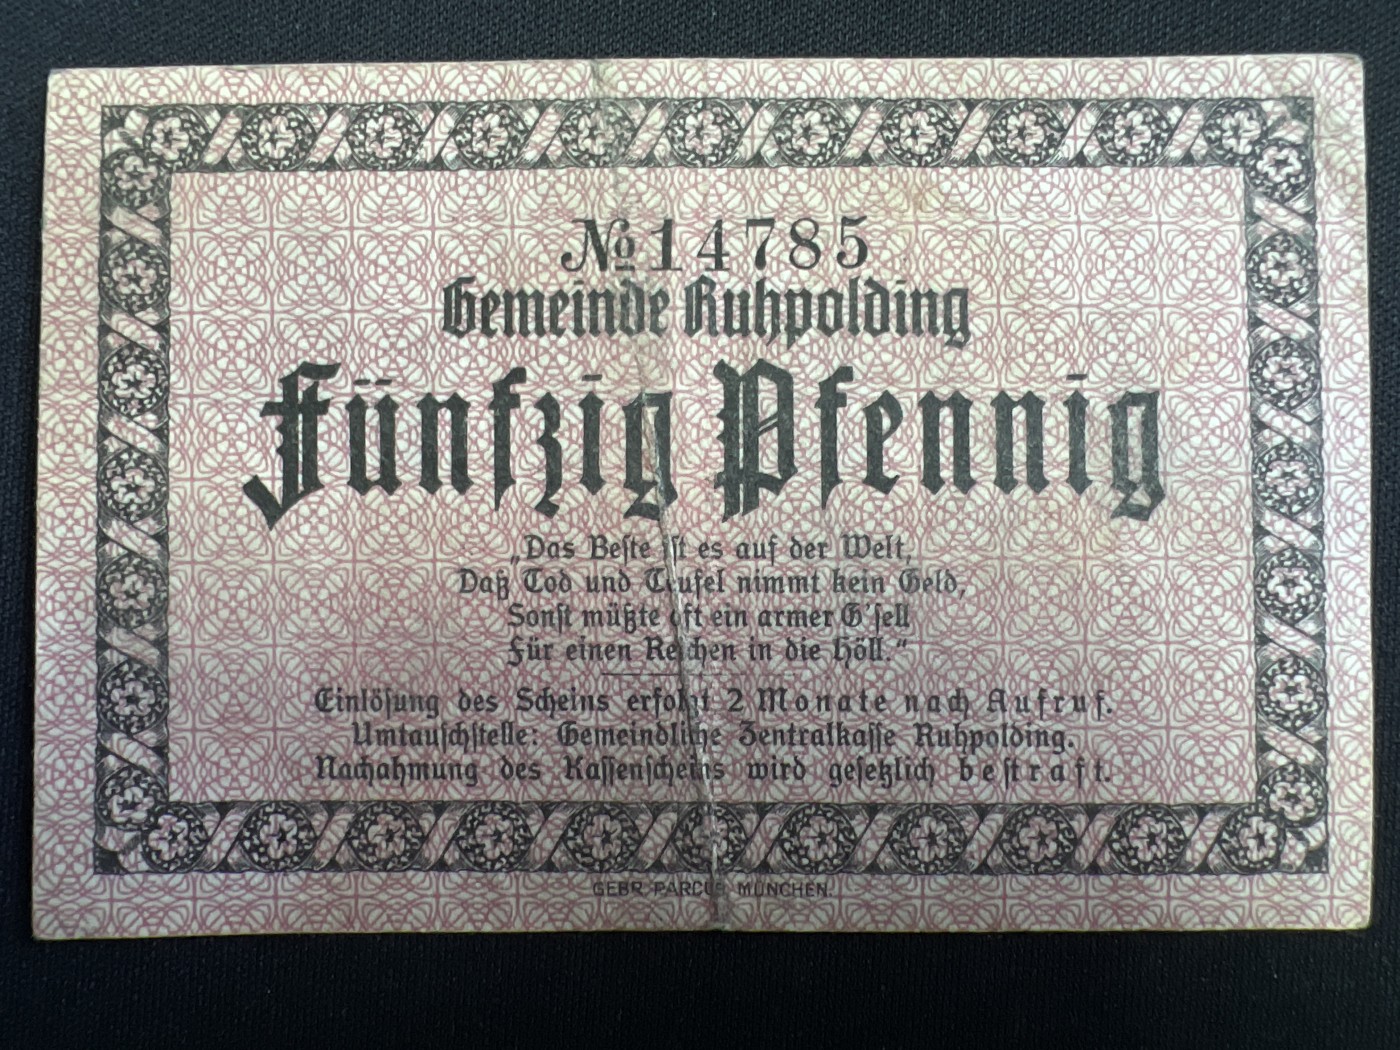 № 14785
Gemeinde Ruhpolding
Fünfzig Pfennig
„Das Beste ist es auf der Welt,
Daß Tod und Teufel nimmt kein Geld,
Sonst müßte oft ein armer G'sell
Für einen Reichen in die Höll.“
Einlösung des Scheins erfolgt 2 Monate nach Aufruf.
Umtauschstelle: Gemeindliche Zentralkasse Ruhpolding.
Nachahmung des Kassenscheins wird gesetzlich bestraft.
GEBR. PARCUS MÜNCHEN.